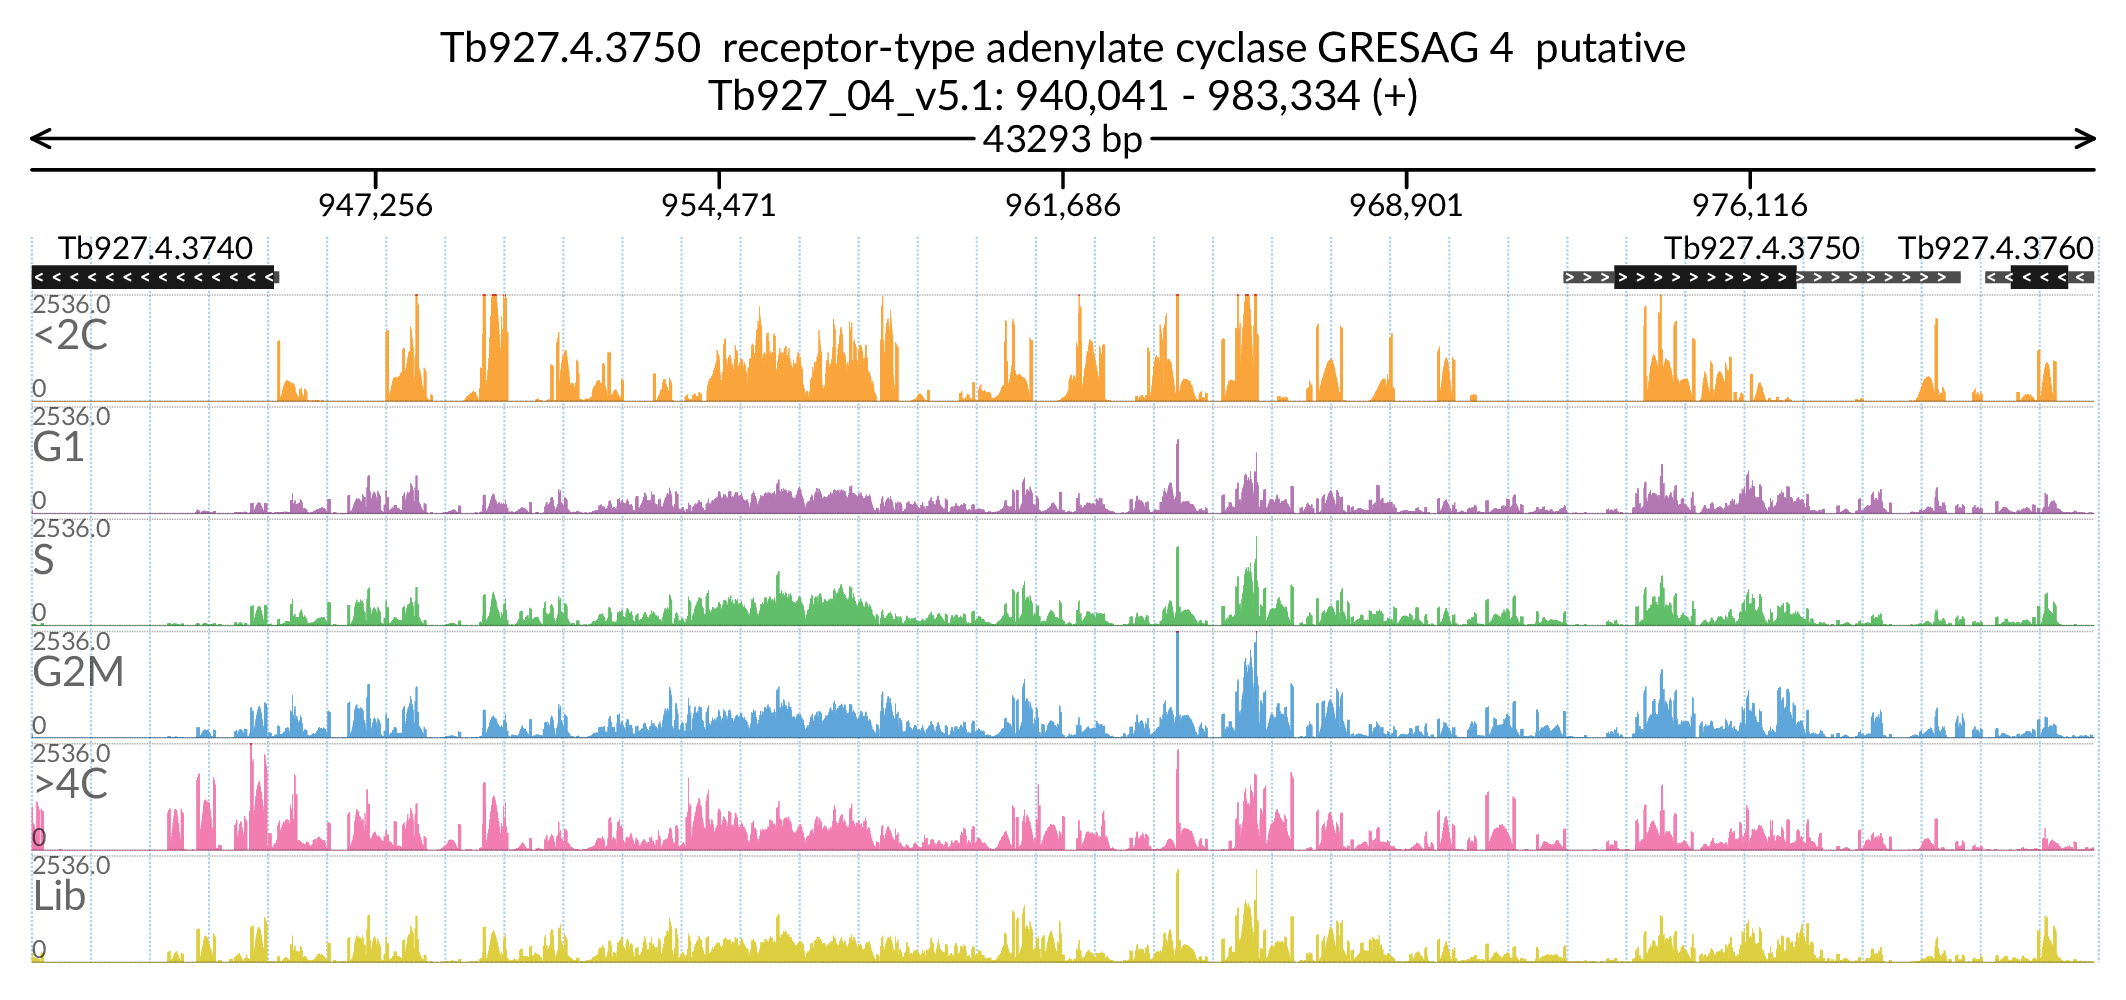 Tb927.4.3750  receptor-type adenylate cyclase GRESAG 4  putative
Tb927_04_v5.1: 940,041 - 983,334 (+)
43293 bp
947,256 954,471 961,686 968,901 976,116
Tb927.4.3740 Tb927.4.3750 Tb927.4.3760
2536.0
<2C
0
2536.0
G1
0
2536.0
S
0
2536.0
G2M
0
2536.0
>4C
0
2536.0
Lib
0